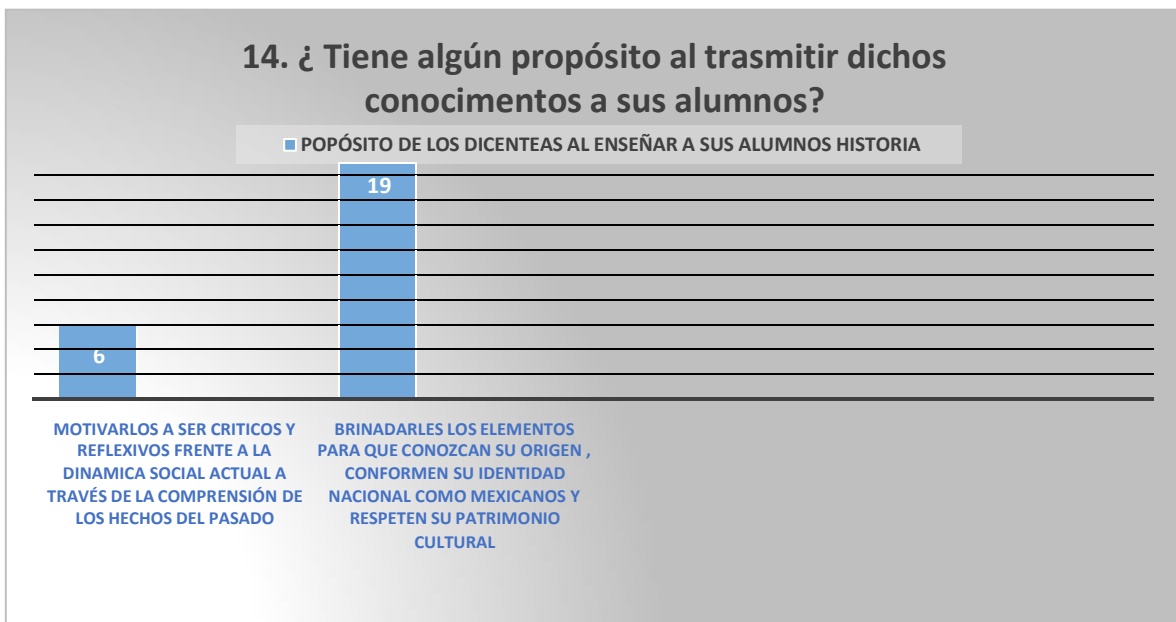 14. ¿ Tiene algún propósito al trasmitir dichos
conocimentos a sus alumnos?
POPÓSITO DE LOS DICENTEAS AL ENSEÑAR A SUS ALUMNOS HISTORIA
19
6
MOTIVARLOS A SER CRITICOS Y
REFLEXIVOS FRENTE A LA
DINAMICA SOCIAL ACTUAL A
TRAVÉS DE LA COMPRENSIÓN DE
LOS HECHOS DEL PASADO
BRINADARLES LOS ELEMENTOS
PARA QUE CONOZCAN SU ORIGEN ,
CONFORMEN SU IDENTIDAD
NACIONAL COMO MEXICANOS Y
RESPETEN SU PATRIMONIO
CULTURAL